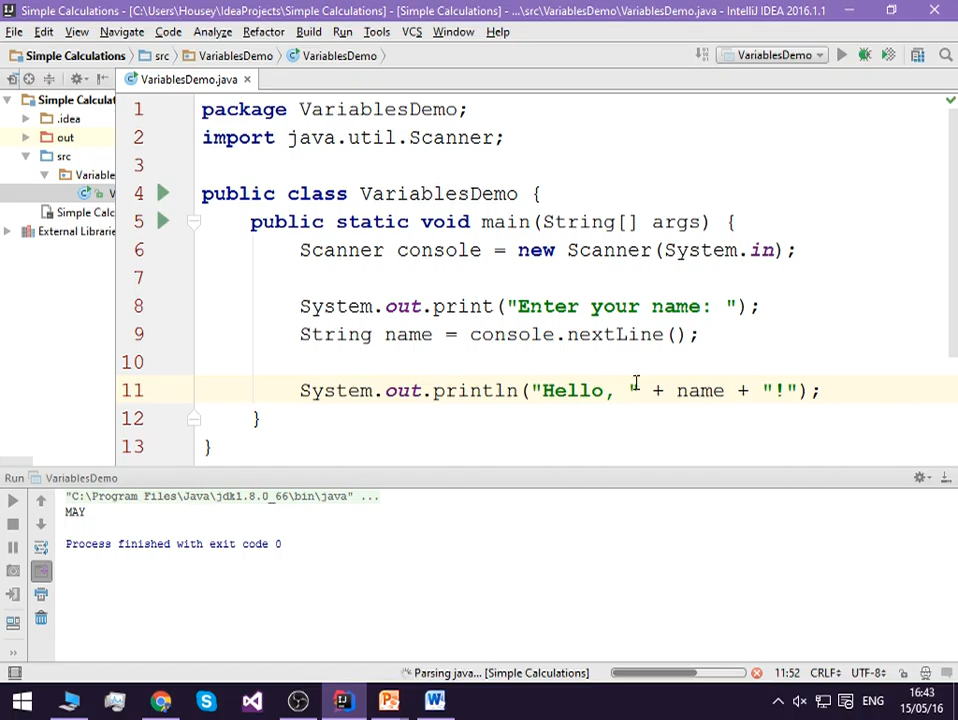 Simple Calculations - [C:\Users\Housey\IdeaProjects\Simple Calculations] - [Simple Calculations] - ...\src\VariablesDemo\VariablesDemo.java - IntelliJ IDEA 2016.1.1
File Edit View Navigate Code Analyze Refactor Build Run Tools VCS Window Help
Simple Calculations src VariablesDemo VariablesDemo VariablesDemo
VariablesDemo.java
Simple Calculat
.idea
out
src
Variable
V
Simple Calc
External Librarie
1 package VariablesDemo;
2 import java.util.Scanner;
3
4 public class VariablesDemo {
5 public static void main(String[] args) {
6 Scanner console = new Scanner(System.in);
7
8 System.out.print("Enter your name: ");
9 String name = console.nextLine();
10
11 System.out.println("Hello, " + name + "!");
12 }
13 }
Run VariablesDemo
"C:\Program Files\Java\jdk1.8.0_66\bin\java" ...
MAY
Process finished with exit code 0
Parsing java... [Simple Calculations] 11:52 CRLF UTF-8
ENG 16:43
15/05/16